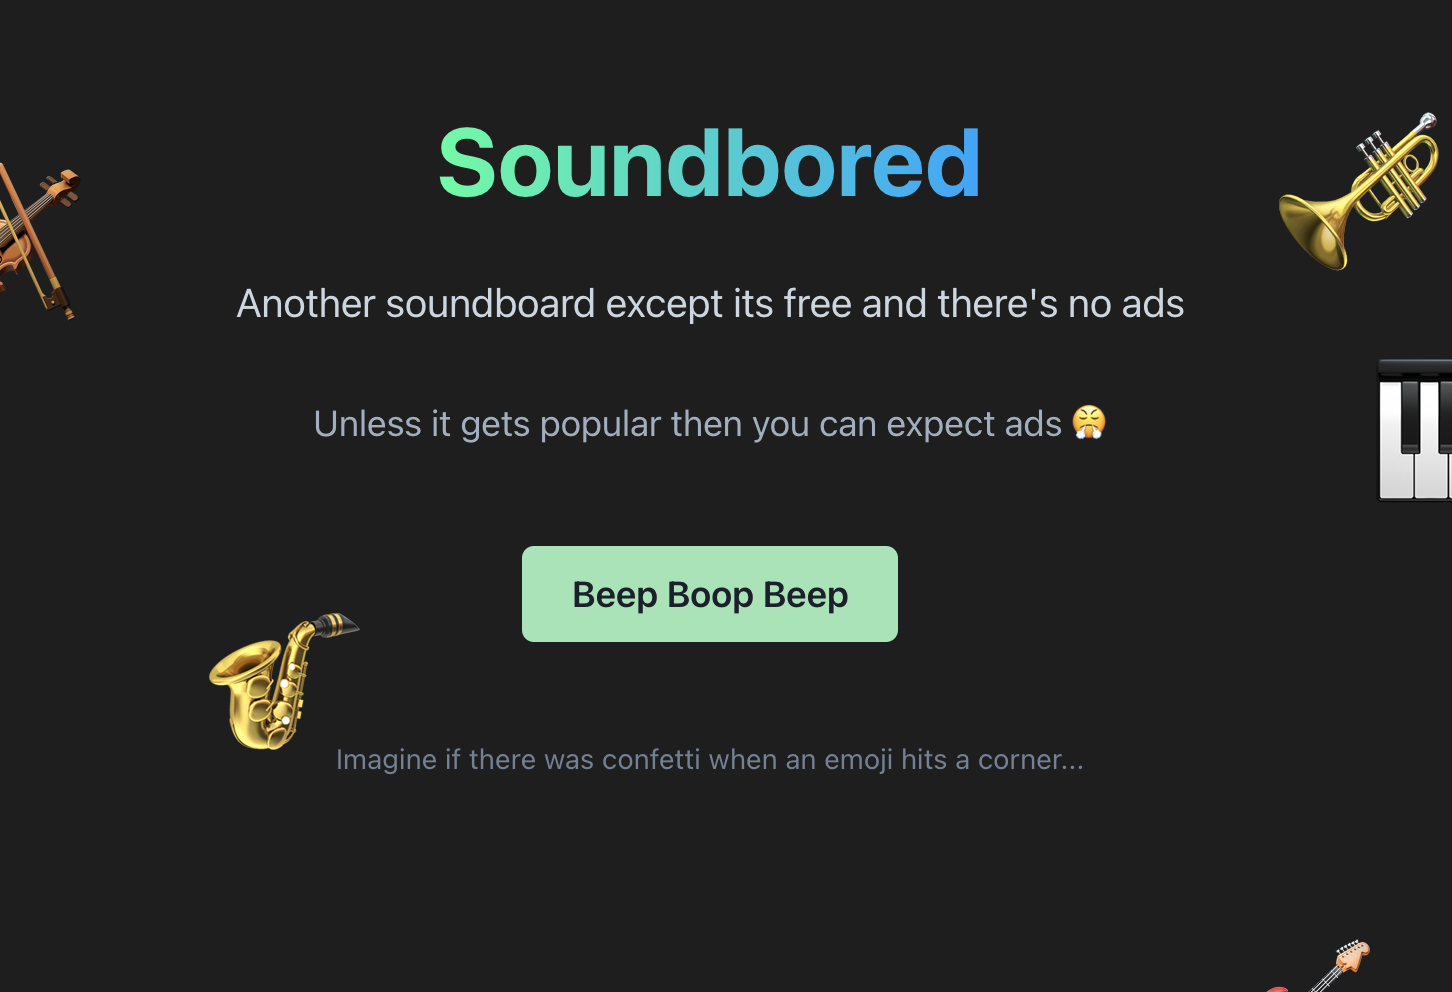 Soundbored
Another soundboard except its free and there's no ads
Unless it gets popular then you can expect ads 😤
Beep Boop Beep
Imagine if there was confetti when an emoji hits a corner...